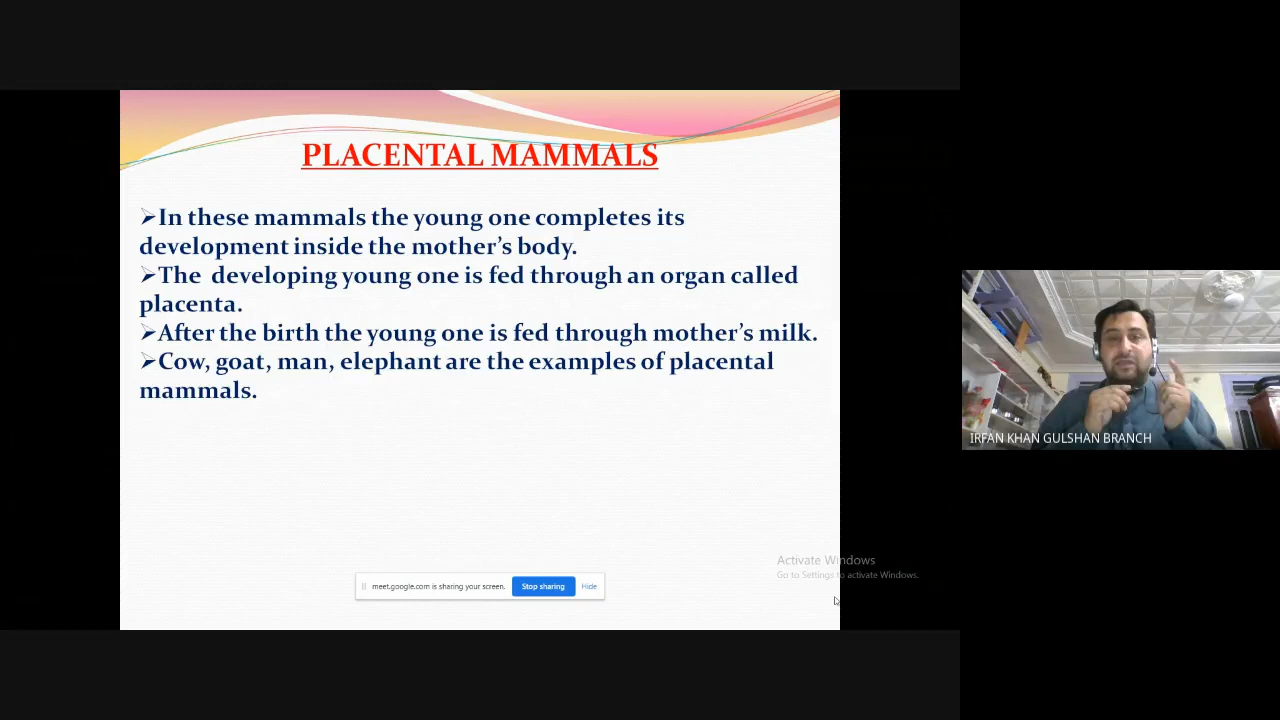 PLACENTAL MAMMALS
➢In these mammals the young one completes its
development inside the mother’s body.
➢The developing young one is fed through an organ called
placenta.
➢After the birth the young one is fed through mother’s milk.
➢Cow, goat, man, elephant are the examples of placental
mammals.
IRFAN KHAN GULSHAN BRANCH
Activate Windows
Go to Settings to activate Windows.
meet.google.com is sharing your screen. Stop sharing Hide